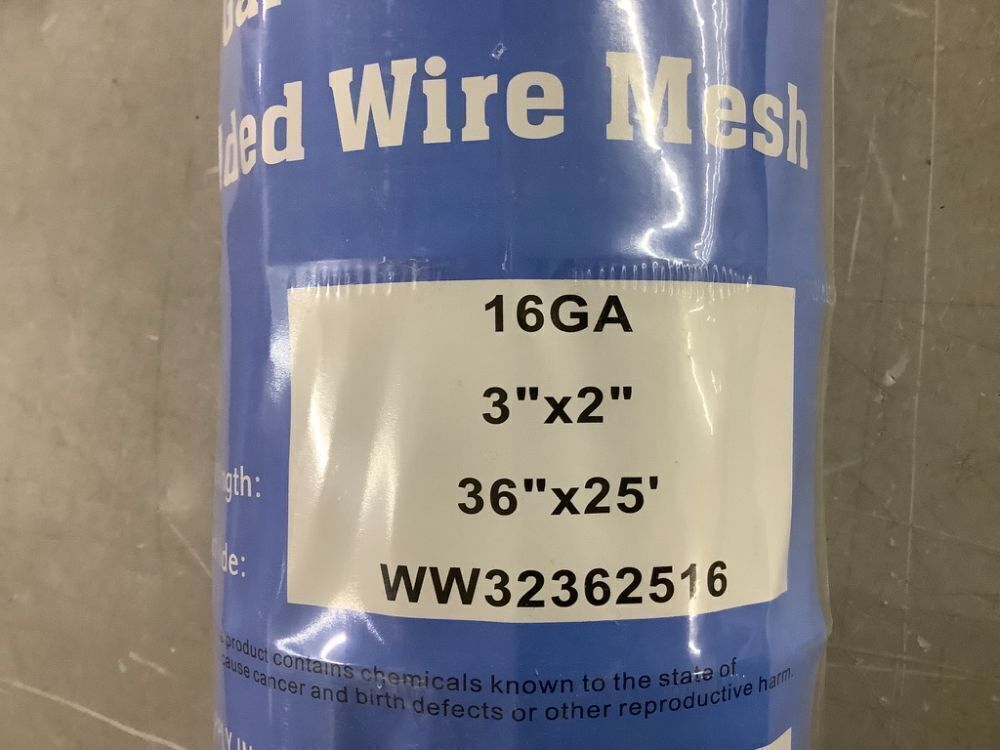 lded Wire Mesh
16GA
3"x2"
36"x25'
gth:
de:
WW32362516
product contains chemicals known to the state of
cause cancer and birth defects or other reproductive harm.